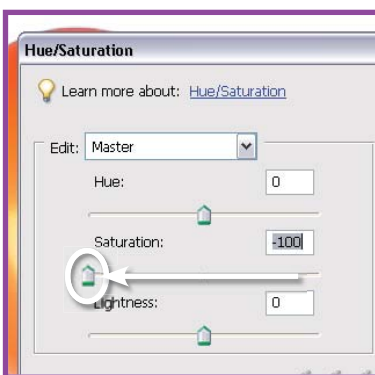 Hue/Saturation
Learn more about: Hue/Saturation
Edit: Master
Hue: 0
Saturation: -100
Lightness: 0